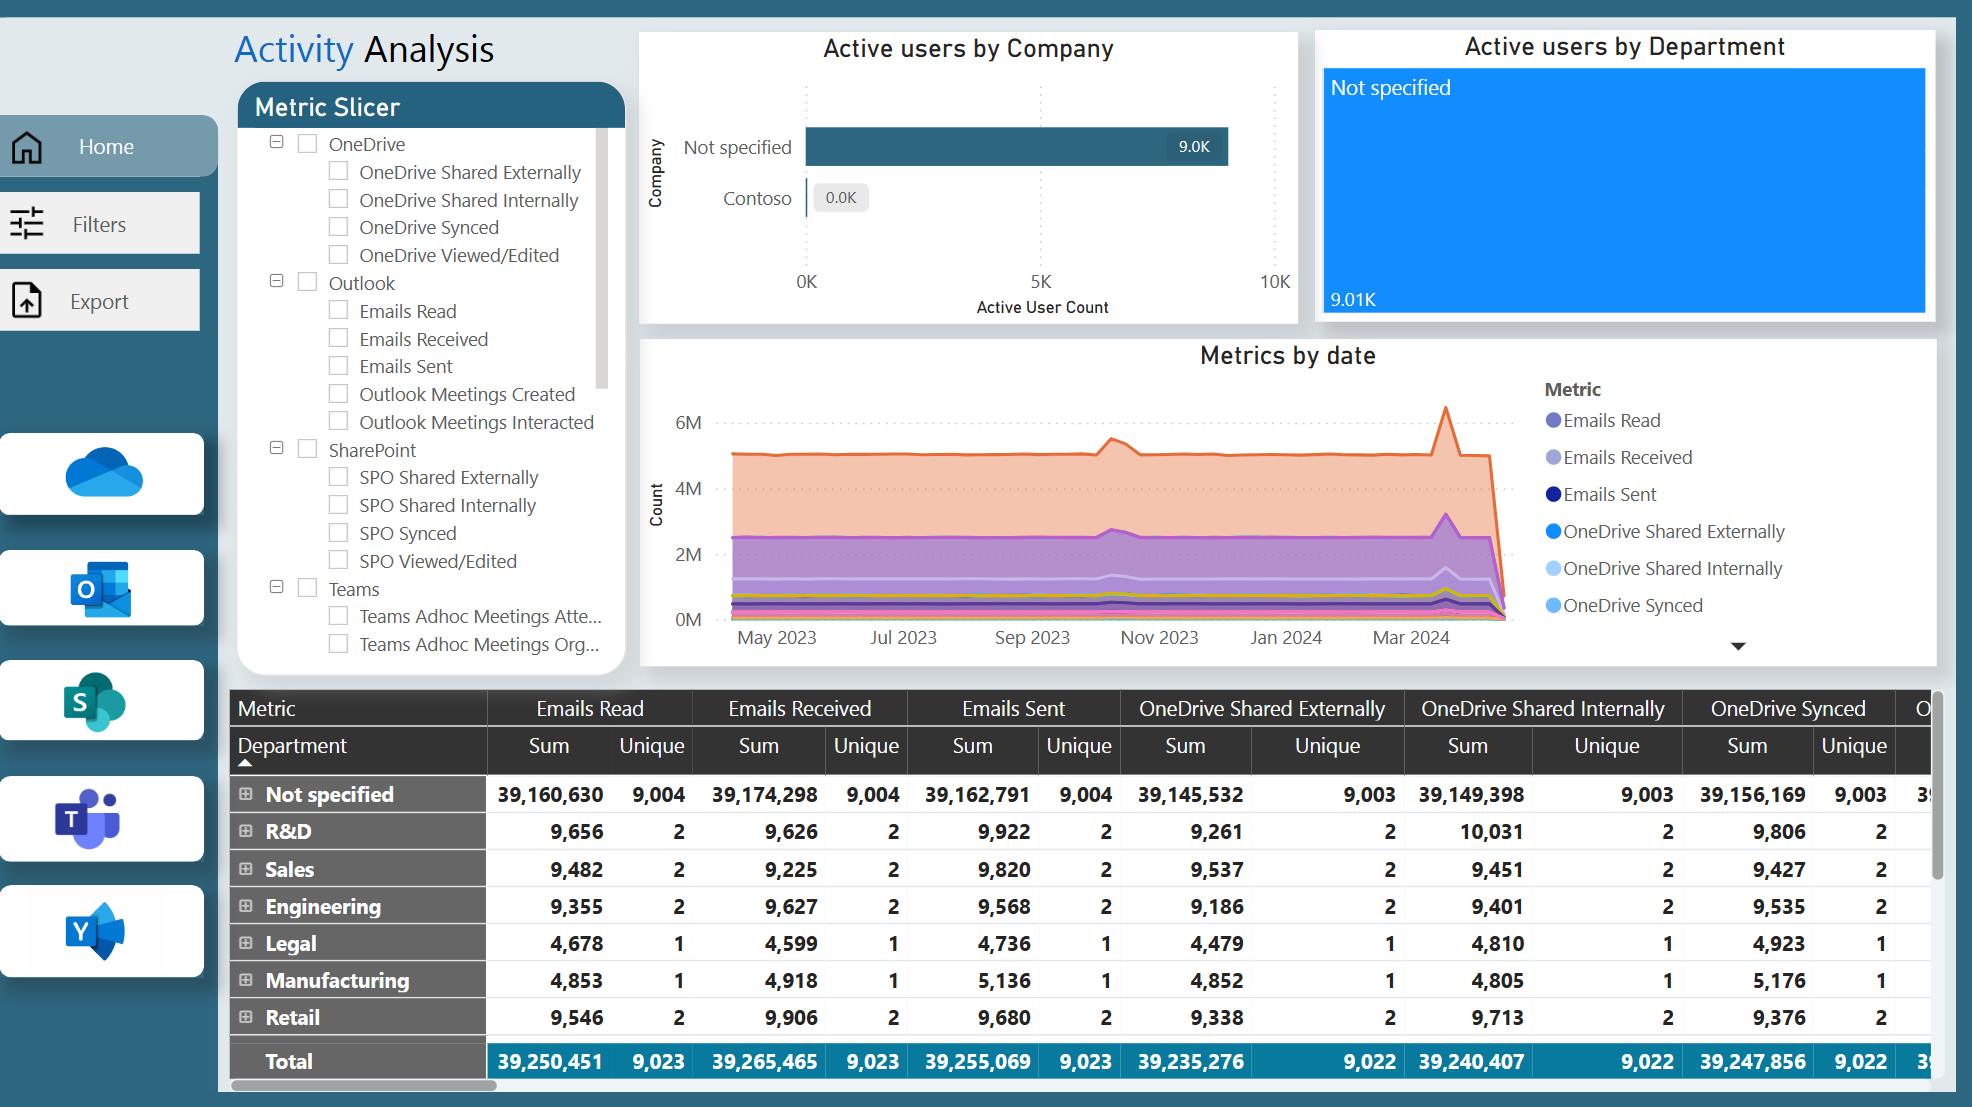 Activity Analysis
Home
Filters
Export
Metric Slicer
OneDrive
OneDrive Shared Externally
OneDrive Shared Internally
OneDrive Synced
OneDrive Viewed/Edited
Outlook
Emails Read
Emails Received
Emails Sent
Outlook Meetings Created
Outlook Meetings Interacted
SharePoint
SPO Shared Externally
SPO Shared Internally
SPO Synced
SPO Viewed/Edited
Teams
Teams Adhoc Meetings Atte...
Teams Adhoc Meetings Org...
Active users by Company
Company
Not specified 9.0K
Contoso 0.0K
0K 5K 10K
Active User Count
Active users by Department
Not specified
9.01K
Metrics by date
Count
6M
4M
2M
0M
May 2023 Jul 2023 Sep 2023 Nov 2023 Jan 2024 Mar 2024
Metric
Emails Read
Emails Received
Emails Sent
OneDrive Shared Externally
OneDrive Shared Internally
OneDrive Synced
O
S
T
Y
Metric Emails Read Emails Received Emails Sent OneDrive Shared Externally OneDrive Shared Internally OneDrive Synced O
Department Sum Unique Sum Unique Sum Unique Sum Unique Sum Unique Sum Unique
Not specified 39,160,630 9,004 39,174,298 9,004 39,162,791 9,004 39,145,532 9,003 39,149,398 9,003 39,156,169 9,003
R&D 9,656 2 9,626 2 9,922 2 9,261 2 10,031 2 9,806 2
Sales 9,482 2 9,225 2 9,820 2 9,537 2 9,451 2 9,427 2
Engineering 9,355 2 9,627 2 9,568 2 9,186 2 9,401 2 9,535 2
Legal 4,678 1 4,599 1 4,736 1 4,479 1 4,810 1 4,923 1
Manufacturing 4,853 1 4,918 1 5,136 1 4,852 1 4,805 1 5,176 1
Retail 9,546 2 9,906 2 9,680 2 9,338 2 9,713 2 9,376 2
Total 39,250,451 9,023 39,265,465 9,023 39,255,069 9,023 39,235,276 9,022 39,240,407 9,022 39,247,856 9,022